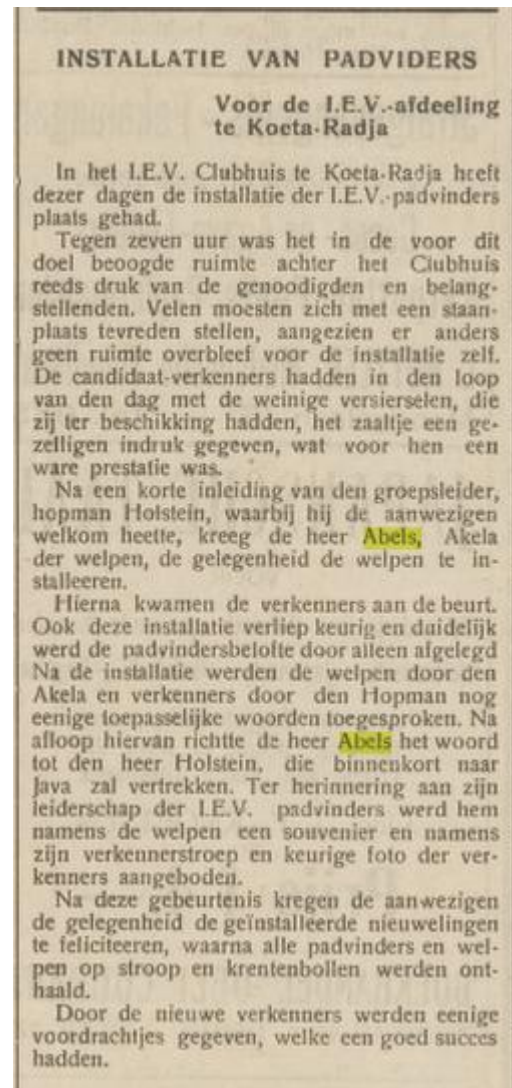 INSTALLATIE VAN PADVIDERS
Voor de I.E.V.-afdeeling
te Koeta-Radja
In het I.E.V. Clubhuis te Koeta-Radja heeft
dezer dagen de installatie der I.E.V.-padvinders
plaats gehad.
Tegen zeven uur was het in de voor dit
doel beoogde ruimte achter het Clubhuis
reeds druk van de genoodigden en belang-
stellenden. Velen moesten zich met een staan-
plaats tevreden stellen, aangezien er anders
geen ruimte overbleef voor de installatie zelf.
De candidaat-verkenners hadden in den loop
van den dag met de weinige versierselen, die
zij ter beschikking hadden, het zaaltje een ge-
zelligen indruk gegeven, wat voor hen een
ware prestatie was.
Na een korte inleiding van den groepsleider,
hopman Holstein, waarbij hij de aanwezigen
welkom heette, kreeg de heer Abels, Akela
der welpen, de gelegenheid de welpen te in-
stalleeren.
Hierna kwamen de verkenners aan de beurt.
Ook deze installatie verliep keurig en duidelijk
werd de padvindersbelofte door alleen afgelegd
Na de installatie werden de welpen door den
Akela en verkenners door den Hopman nog
eenige toepasselijke woorden toegesproken. Na
afloop hiervan richtte de heer Abels het woord
tot den heer Holstein, die binnenkort naar
Java zal vertrekken. Ter herinnering aan zijn
leiderschap der I.E.V. padvinders werd hem
namens de welpen een souvenier en namens
zijn verkennerstroep en keurige foto der ver-
kenners aangeboden.
Na deze gebeurtenis kregen de aanwezigen
de gelegenheid de geïnstalleerde nieuwelingen
te feliciteeren, waarna alle padvinders en wel-
pen op stroop en krentenbollen werden ont-
haald.
Door de nieuwe verkenners werden eenige
voordrachtjes gegeven, welke een goed succes
hadden.